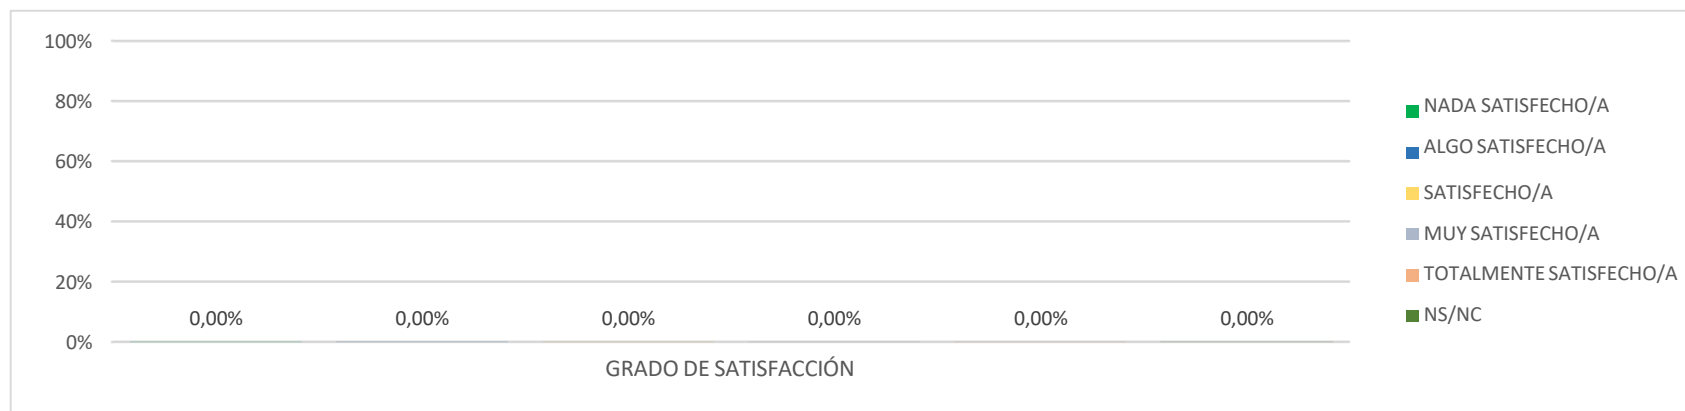 100%
80%
60%
40%
20%
0%
0,00% 0,00% 0,00% 0,00% 0,00% 0,00%
GRADO DE SATISFACCIÓN
NADA SATISFECHO/A
ALGO SATISFECHO/A
SATISFECHO/A
MUY SATISFECHO/A
TOTALMENTE SATISFECHO/A
NS/NC